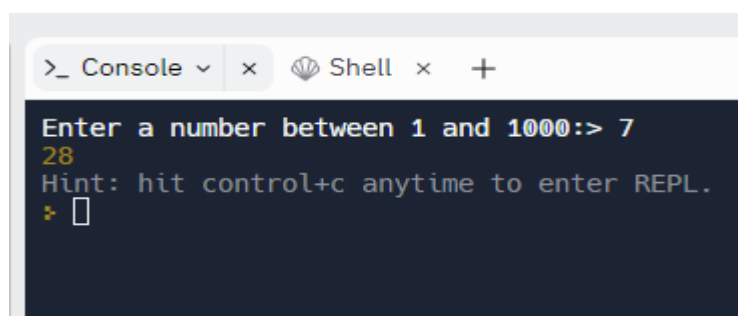 >_ Console ⌄ × Shell × +
Enter a number between 1 and 1000:> 7
28
Hint: hit control+c anytime to enter REPL.
>